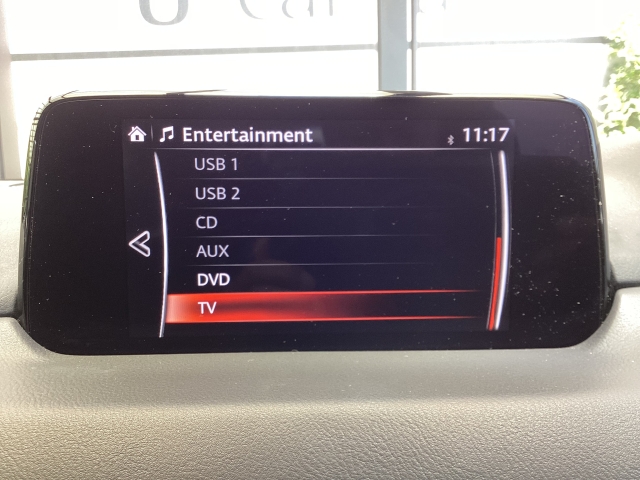 Entertainment 11:17
USB 1
USB 2
CD
AUX
DVD
TV